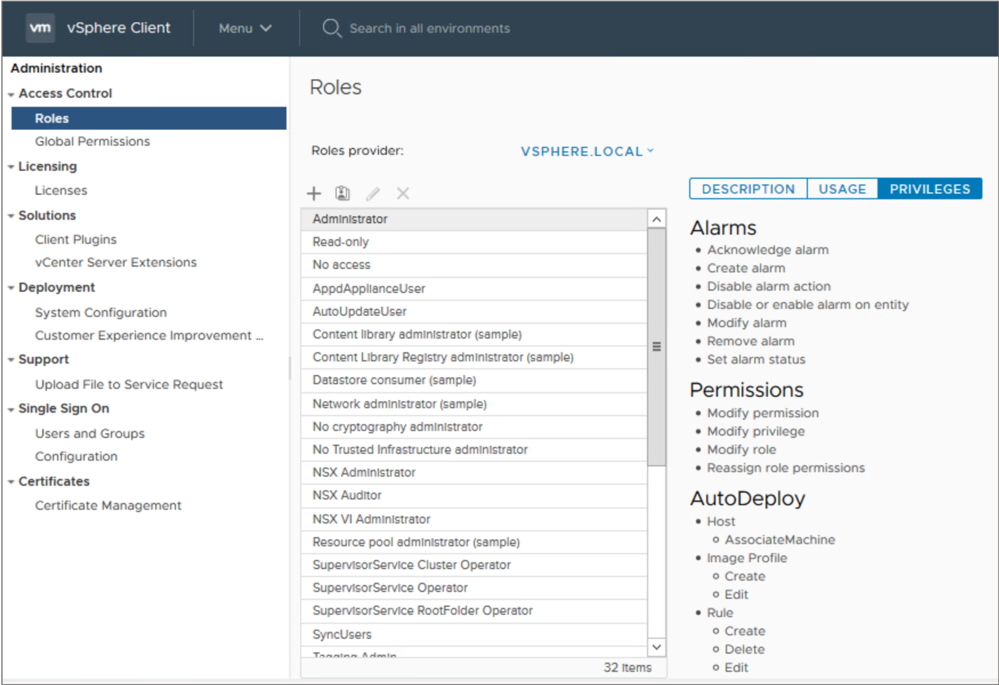 vm vSphere Client Menu Search in all environments
Administration
Access Control
Roles
Global Permissions
Licensing
Licenses
Solutions
Client Plugins
vCenter Server Extensions
Deployment
System Configuration
Customer Experience Improvement ...
Support
Upload File to Service Request
Single Sign On
Users and Groups
Configuration
Certificates
Certificate Management
Roles
Roles provider: VSPHERE.LOCAL
Administrator
Read-only
No access
AppdApplianceUser
AutoUpdateUser
Content library administrator (sample)
Content Library Registry administrator (sample)
Datastore consumer (sample)
Network administrator (sample)
No cryptography administrator
No Trusted Infrastructure administrator
NSX Administrator
NSX Auditor
NSX VI Administrator
Resource pool administrator (sample)
SupervisorService Cluster Operator
SupervisorService Operator
SupervisorService RootFolder Operator
SyncUsers
Tagging Admin
32 items
DESCRIPTION USAGE PRIVILEGES
Alarms
• Acknowledge alarm
• Create alarm
• Disable alarm action
• Disable or enable alarm on entity
• Modify alarm
• Remove alarm
• Set alarm status
Permissions
• Modify permission
• Modify privilege
• Modify role
• Reassign role permissions
AutoDeploy
• Host
○ AssociateMachine
• Image Profile
○ Create
○ Edit
• Rule
○ Create
○ Delete
○ Edit